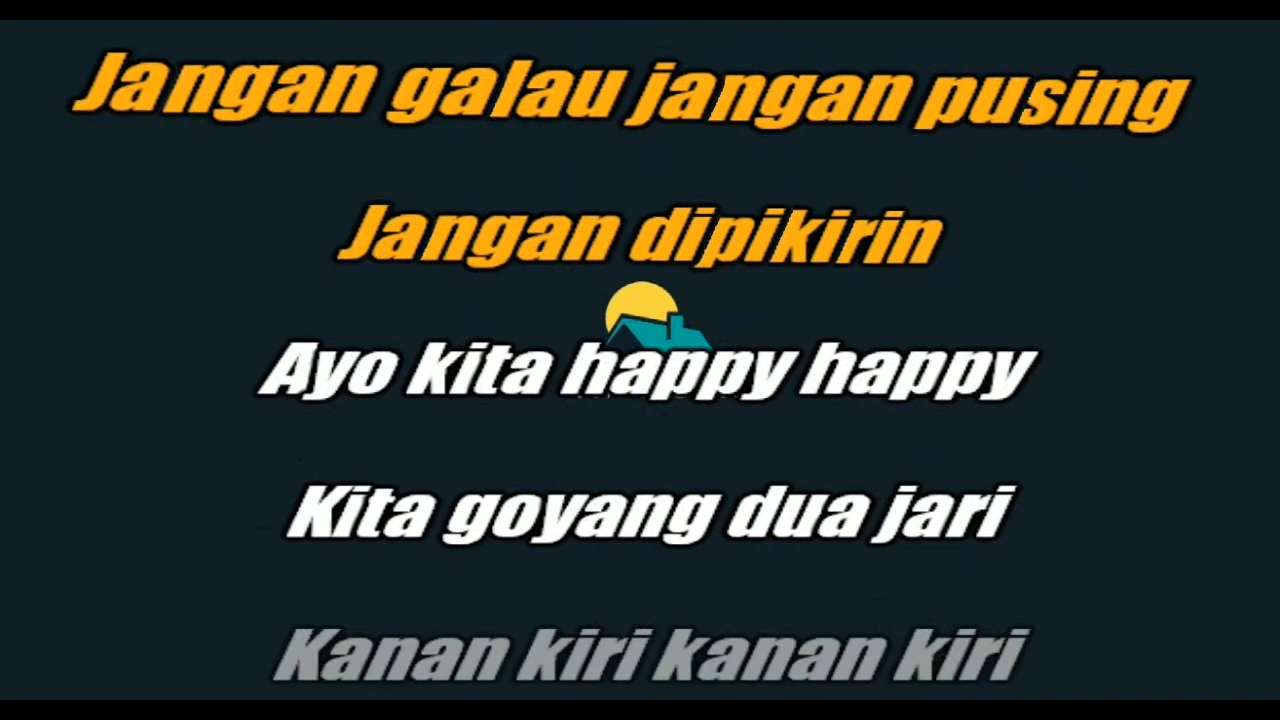 Jangan galau jangan pusing
Jangan dipikirin
Ayo kita happy happy
Kita goyang dua jari
Kanan kiri kanan kiri